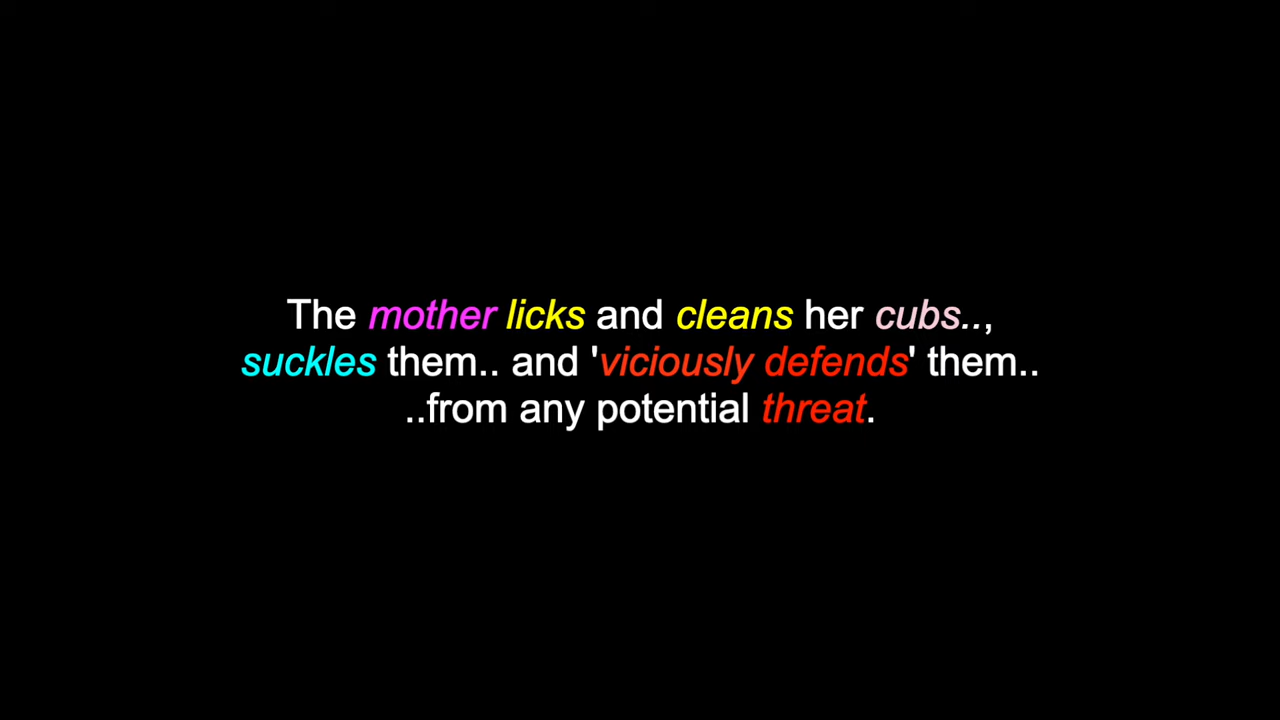 The mother licks and cleans her cubs..,
suckles them.. and 'viciously defends' them..
..from any potential threat.